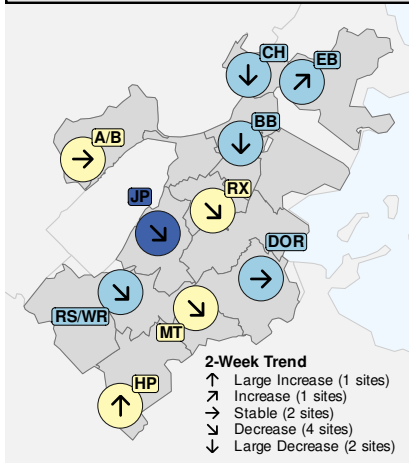 CH
EB
BB
A/B
RX
JP
DOR
RS/WR
MT
HP
2-Week Trend
↑ Large Increase (1 sites)
↗ Increase (1 sites)
→ Stable (2 sites)
↘ Decrease (4 sites)
↓ Large Decrease (2 sites)